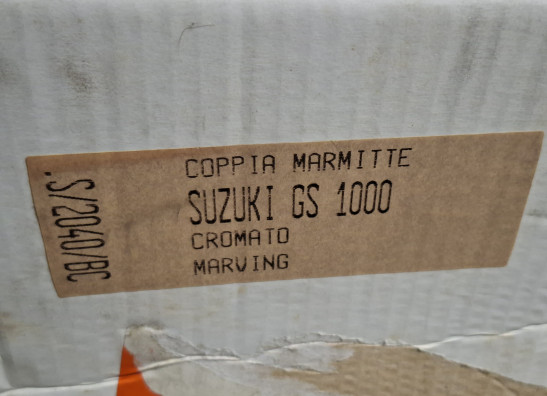 COPPIA MARMITTE
SUZUKI GS 1000
CROMATO
MARVING
.S/2040/BC